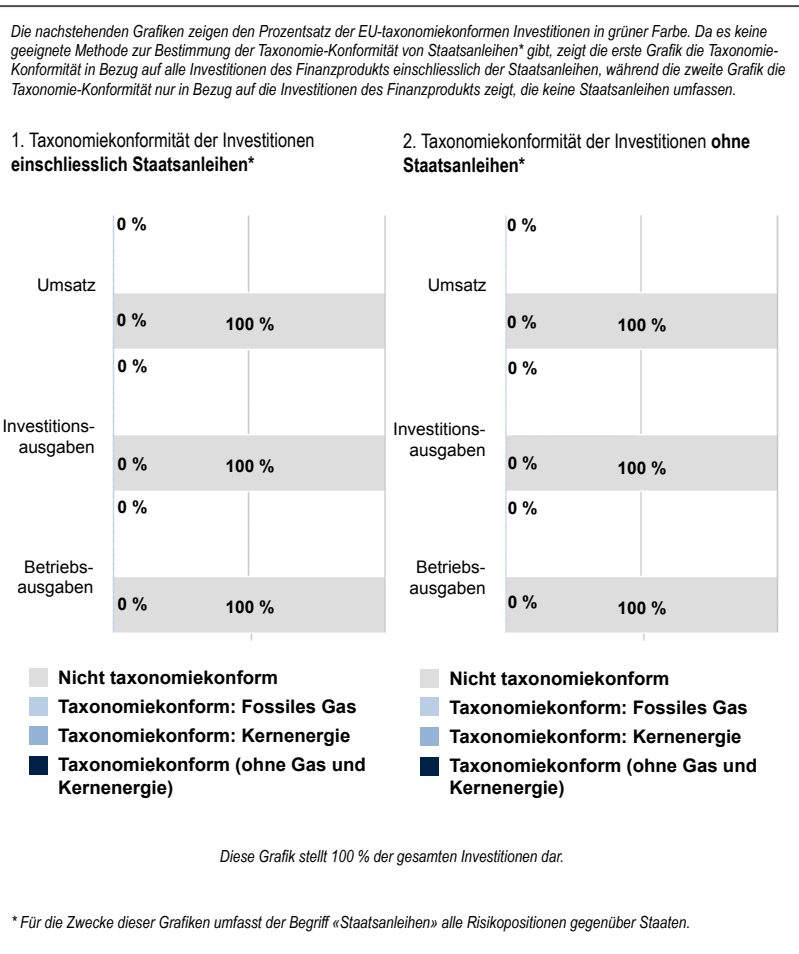 Die nachstehenden Grafiken zeigen den Prozentsatz der EU-taxonomiekonformen Investitionen in grüner Farbe. Da es keine
geeignete Methode zur Bestimmung der Taxonomie-Konformität von Staatsanleihen* gibt, zeigt die erste Grafik die Taxonomie-
Konformität in Bezug auf alle Investitionen des Finanzprodukts einschliesslich der Staatsanleihen, während die zweite Grafik die
Taxonomie-Konformität nur in Bezug auf die Investitionen des Finanzprodukts zeigt, die keine Staatsanleihen umfassen.
1. Taxonomiekonformität der Investitionen
einschliesslich Staatsanleihen*
0 %
Umsatz
0 % 100 %
0 %
Investitions-
ausgaben
0 % 100 %
0 %
Betriebs-
ausgaben
0 % 100 %
Nicht taxonomiekonform
Taxonomiekonform: Fossiles Gas
Taxonomiekonform: Kernenergie
Taxonomiekonform (ohne Gas und
Kernenergie)
2. Taxonomiekonformität der Investitionen ohne
Staatsanleihen*
0 %
Umsatz
0 % 100 %
0 %
Investitions-
ausgaben
0 % 100 %
0 %
Betriebs-
ausgaben
0 % 100 %
Nicht taxonomiekonform
Taxonomiekonform: Fossiles Gas
Taxonomiekonform: Kernenergie
Taxonomiekonform (ohne Gas und
Kernenergie)
Diese Grafik stellt 100 % der gesamten Investitionen dar.
* Für die Zwecke dieser Grafiken umfasst der Begriff «Staatsanleihen» alle Risikopositionen gegenüber Staaten.